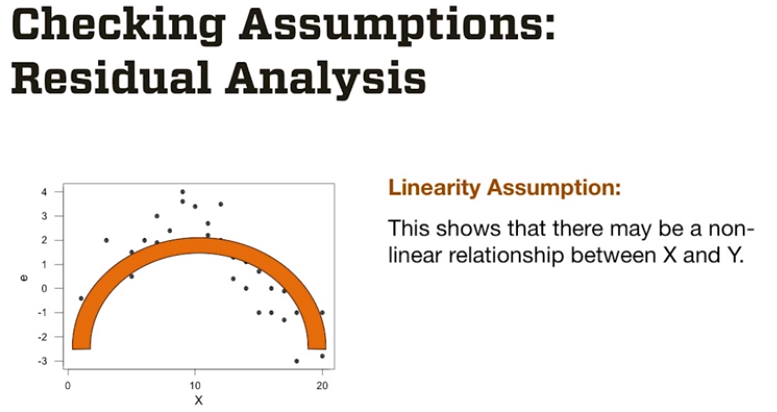 Checking Assumptions:
Residual Analysis
Linearity Assumption:
This shows that there may be a non-
linear relationship between X and Y.
4
3
2
1
0
-1
-2
-3
e
0 10 20
X